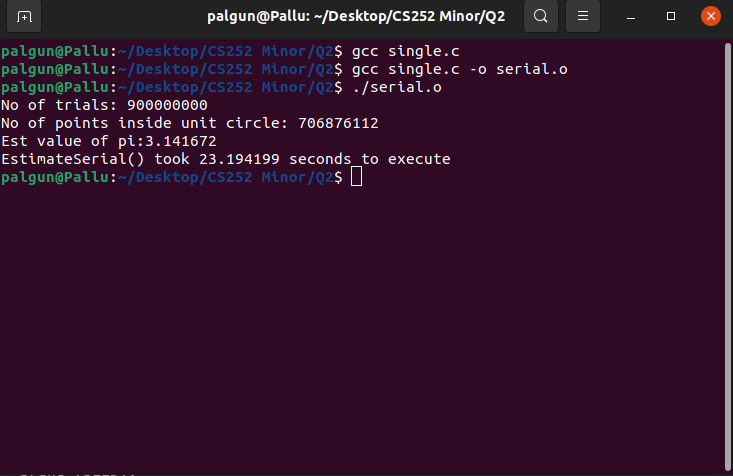 palgun@Pallu: ~/Desktop/CS252 Minor/Q2
palgun@Pallu:~/Desktop/CS252 Minor/Q2$ gcc single.c
palgun@Pallu:~/Desktop/CS252 Minor/Q2$ gcc single.c -o serial.o
palgun@Pallu:~/Desktop/CS252 Minor/Q2$ ./serial.o
No of trials: 900000000
No of points inside unit circle: 706876112
Est value of pi:3.141672
EstimateSerial() took 23.194199 seconds to execute
palgun@Pallu:~/Desktop/CS252 Minor/Q2$